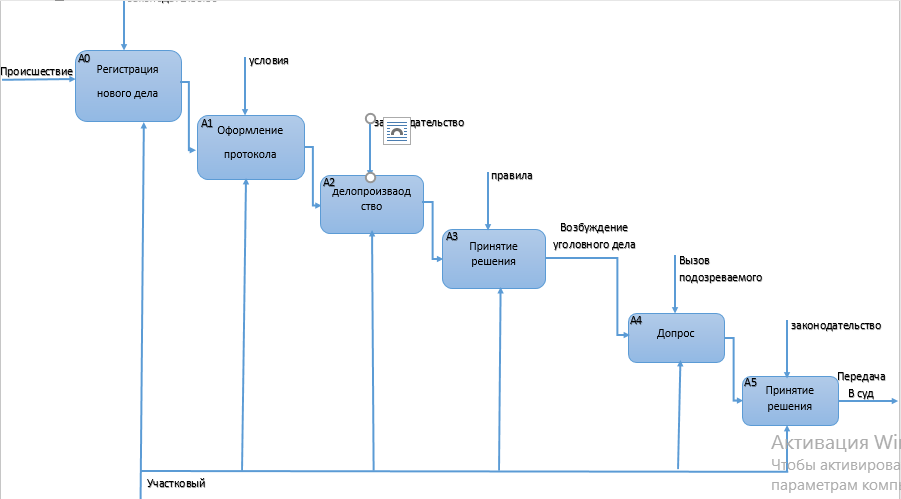 A0
Происшествие
Регистрация
нового дела
условия
A1
Оформление
протокола
A2
делопроизваод
ство
правила
A3
Принятие
решения
Возбуждение
уголовного дела
Вызов
подозреваемого
A4
Допрос
законодательство
A5
Принятие
решения
Передача
В суд
Участковый
Активация Wi
Чтобы активирова
параметрам комп